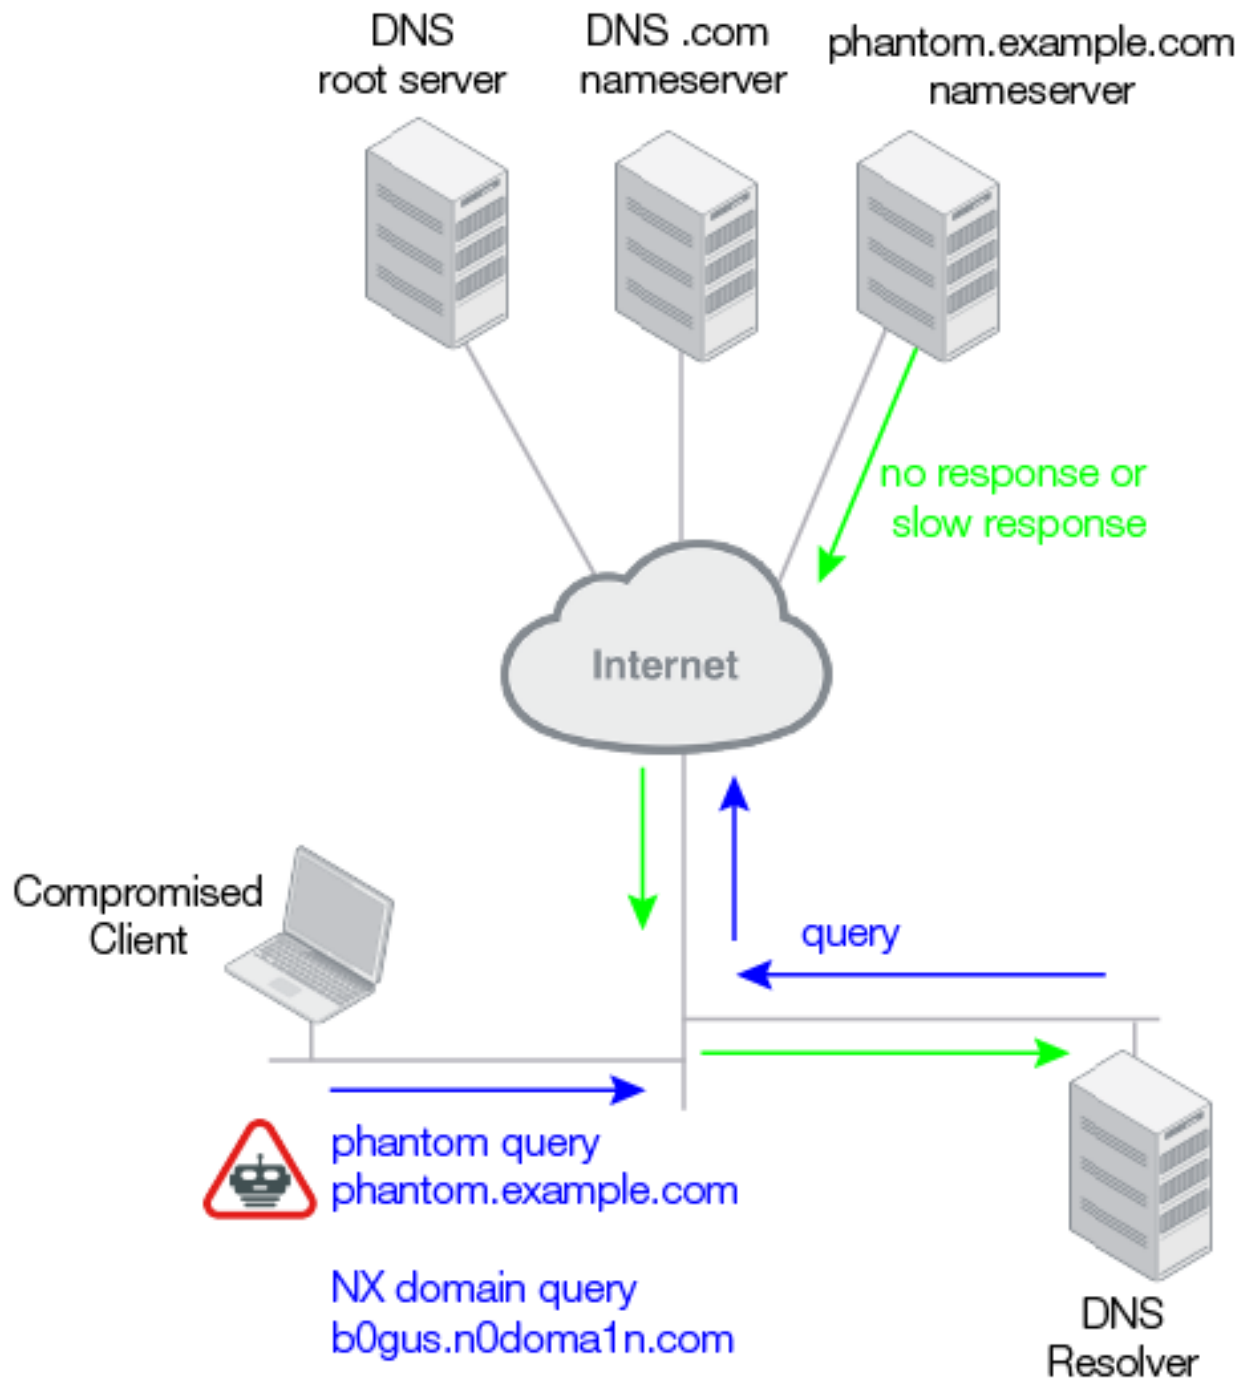 DNS
root server
DNS .com
nameserver
phantom.example.com
nameserver
no response or
slow response
Internet
Compromised
Client
query
phantom query
phantom.example.com
NX domain query
b0gus.n0doma1n.com
DNS
Resolver